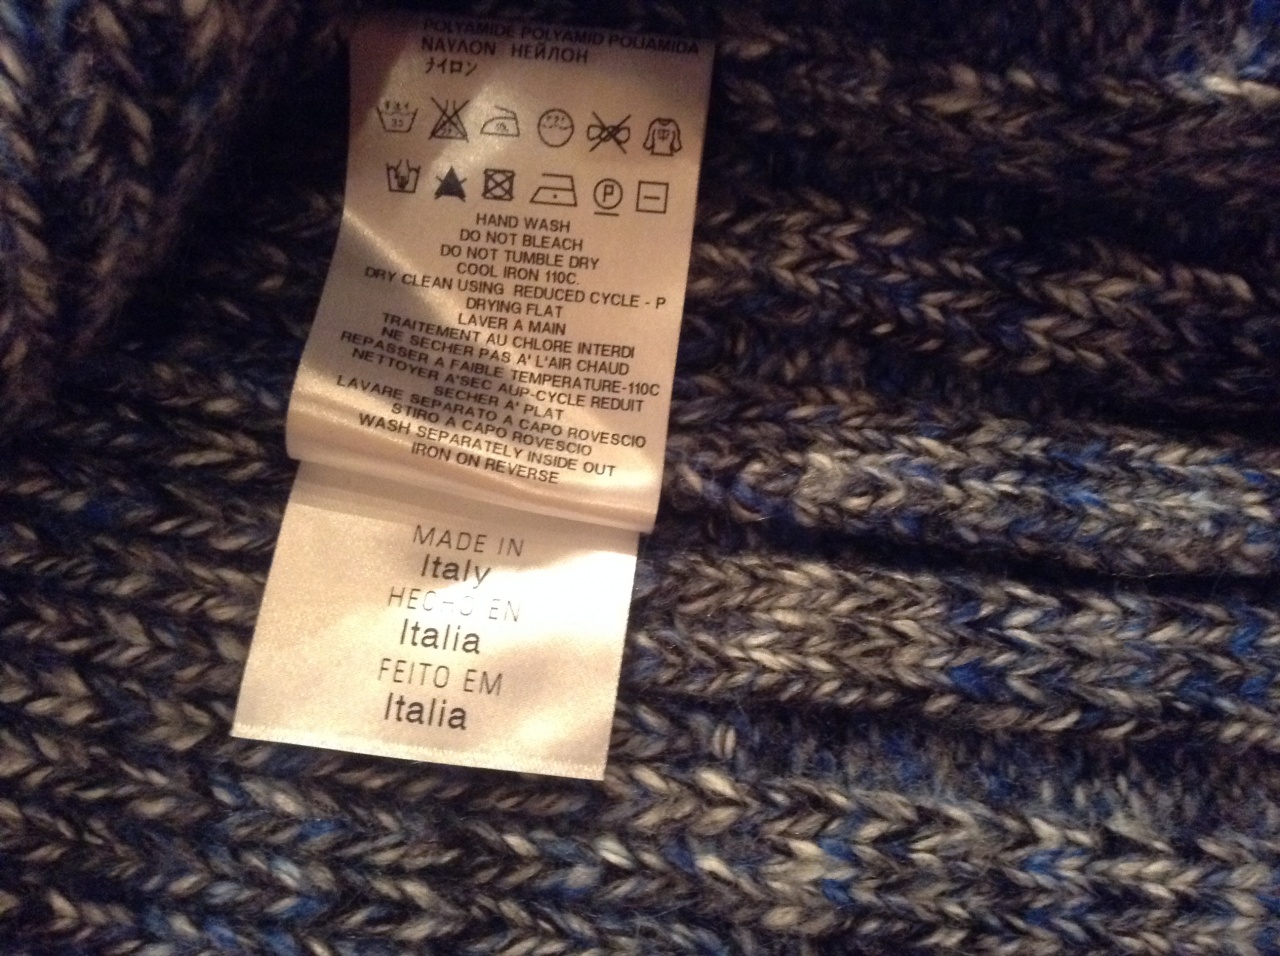 POLYAMIDE POLYAMID POLIAMIDA
ΝΑΥΛΟΝ НЕЙЛОН
ナイロン
P
HAND WASH
DO NOT BLEACH
DO NOT TUMBLE DRY
COOL IRON 110C.
DRY CLEAN USING REDUCED CYCLE - P
DRYING FLAT
LAVER A MAIN
TRAITEMENT AU CHLORE INTERDI
NE SECHER PAS A' L'AIR CHAUD
REPASSER A FAIBLE TEMPERATURE-110C
NETTOYER A'SEC AUP-CYCLE REDUIT
SECHER A' PLAT
LAVARE SEPARATO A CAPO ROVESCIO
STIRO A CAPO ROVESCIO
WASH SEPARATELY INSIDE OUT
IRON ON REVERSE
MADE IN
Italy
HECHO EN
Italia
FEITO EM
Italia